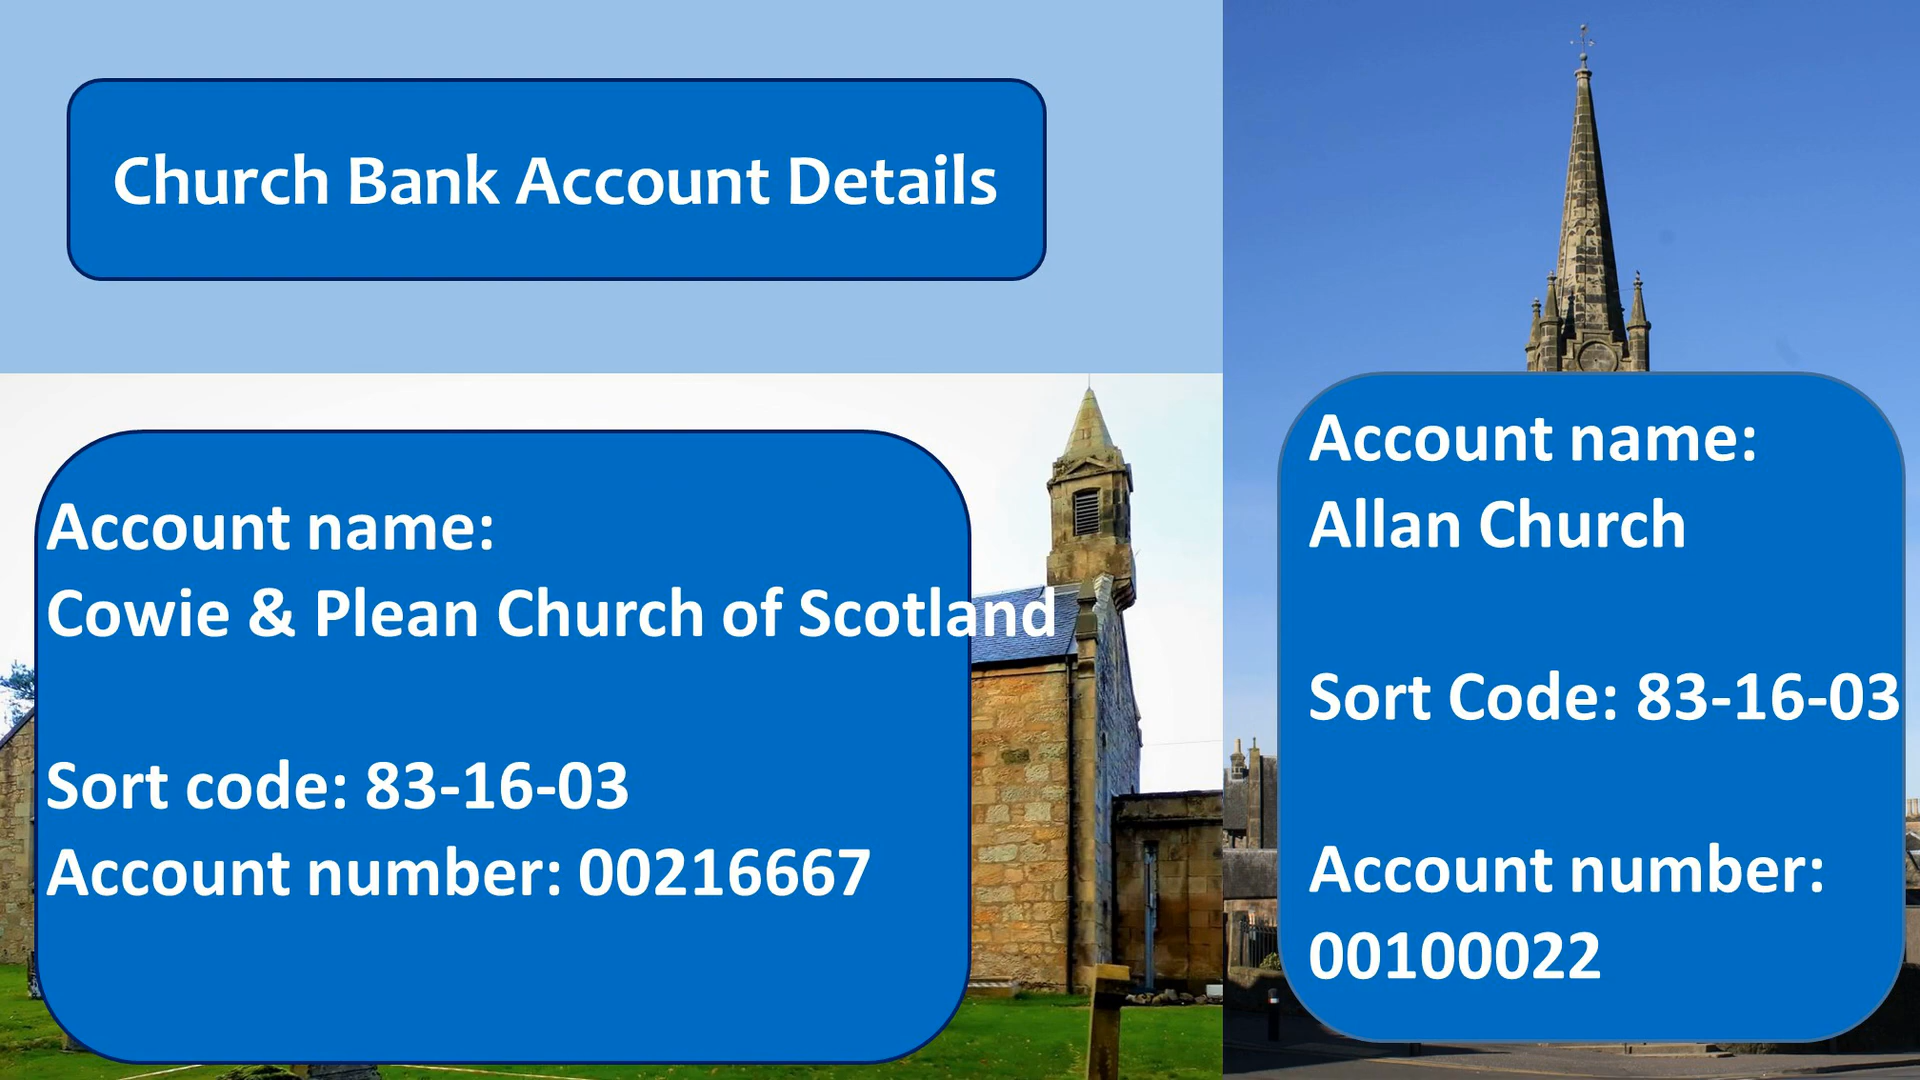 Church Bank Account Details
Account name:
Cowie & Plean Church of Scotland
Sort code: 83-16-03
Account number: 00216667
Account name:
Allan Church
Sort Code: 83-16-03
Account number:
00100022